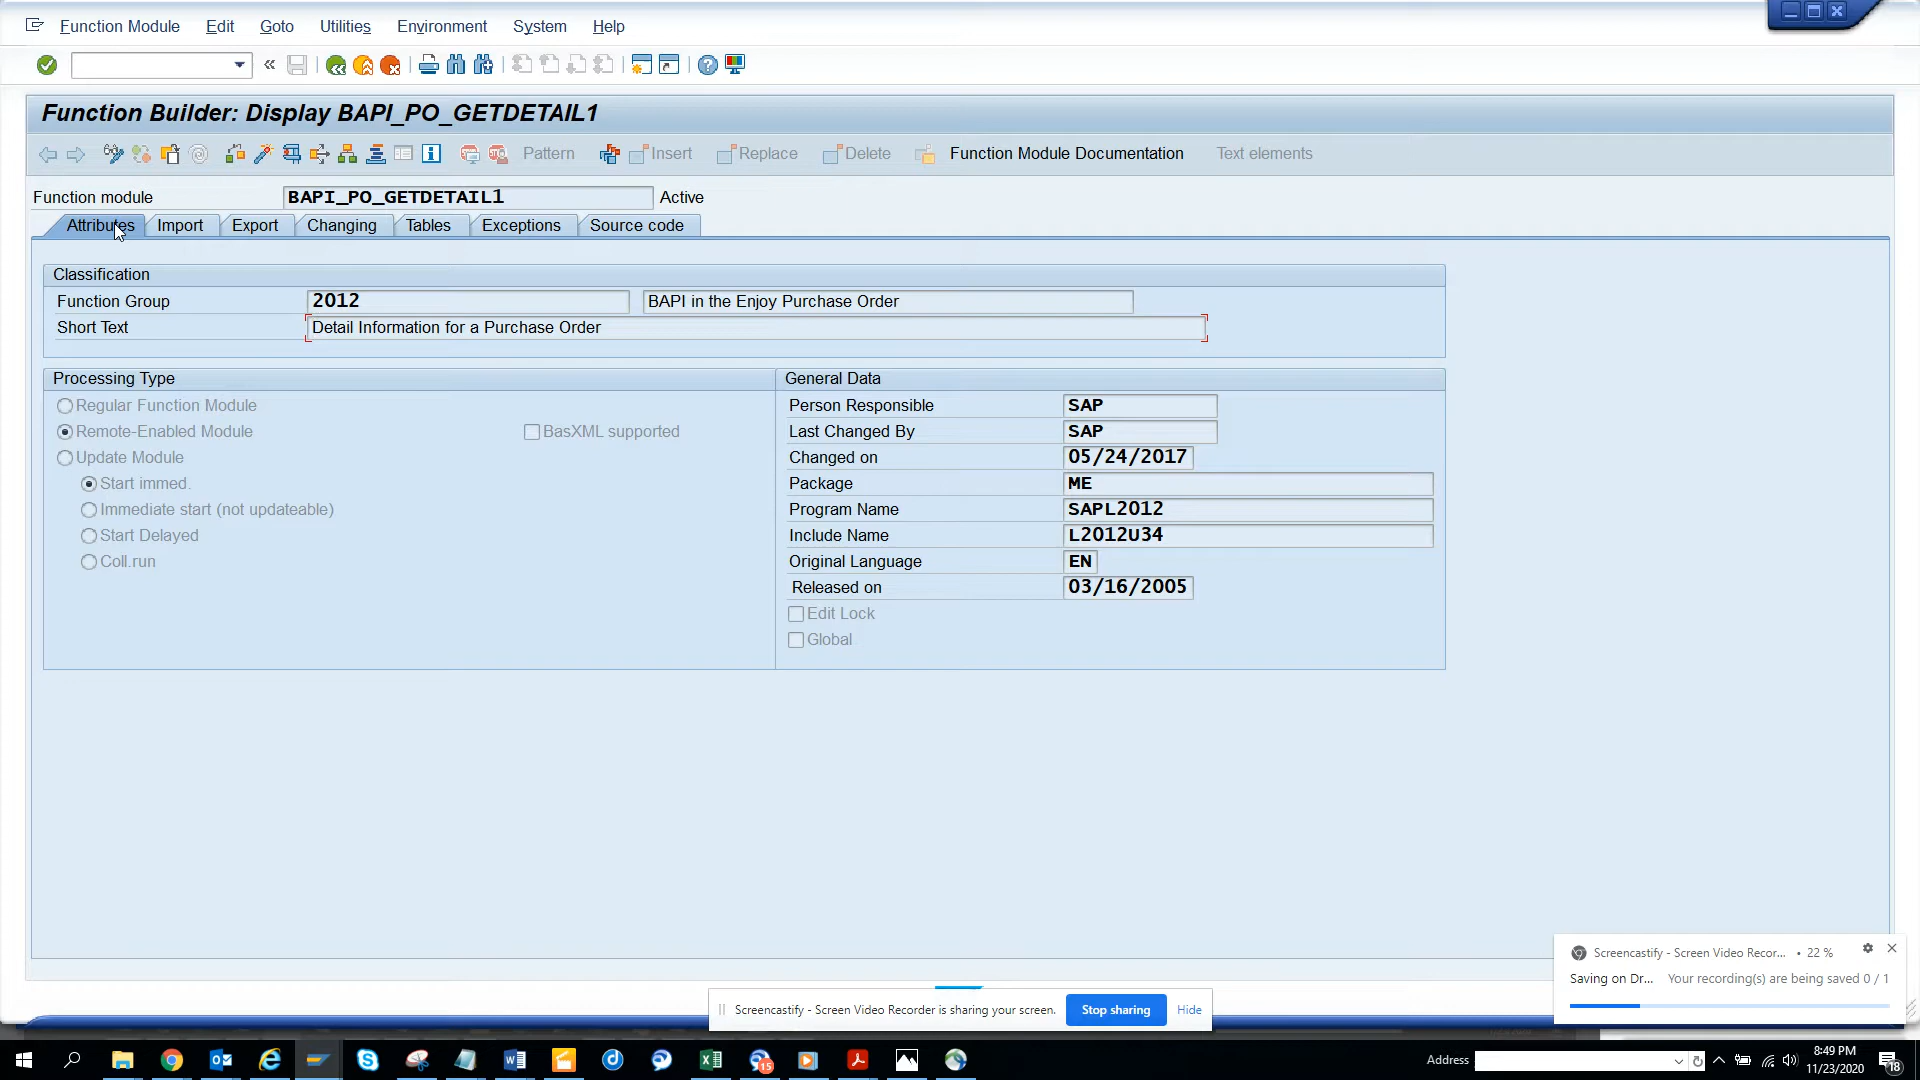 Function Module Edit Goto Utilities Environment System Help
Function Builder: Display BAPI_PO_GETDETAIL1
Pattern Insert Replace Delete Function Module Documentation Text elements
Function module BAPI_PO_GETDETAIL1 Active
Attributes Import Export Changing Tables Exceptions Source code
Classification
Function Group 2012 BAPI in the Enjoy Purchase Order
Short Text Detail Information for a Purchase Order
Processing Type General Data
Regular Function Module Person Responsible SAP
Remote-Enabled Module BasXML supported Last Changed By SAP
Update Module Changed on 05/24/2017
Start immed. Package ME
Immediate start (not updateable) Program Name SAPL2012
Start Delayed Include Name L2012U34
Coll.run Original Language EN
Released on 03/16/2005
Edit Lock
Global
Screencastify - Screen Video Recor... • 22 %
Saving on Dr... Your recording(s) are being saved 0 / 1
Screencastify - Screen Video Recorder is sharing your screen. Stop sharing Hide
Address 8:49 PM
11/23/2020
15
18